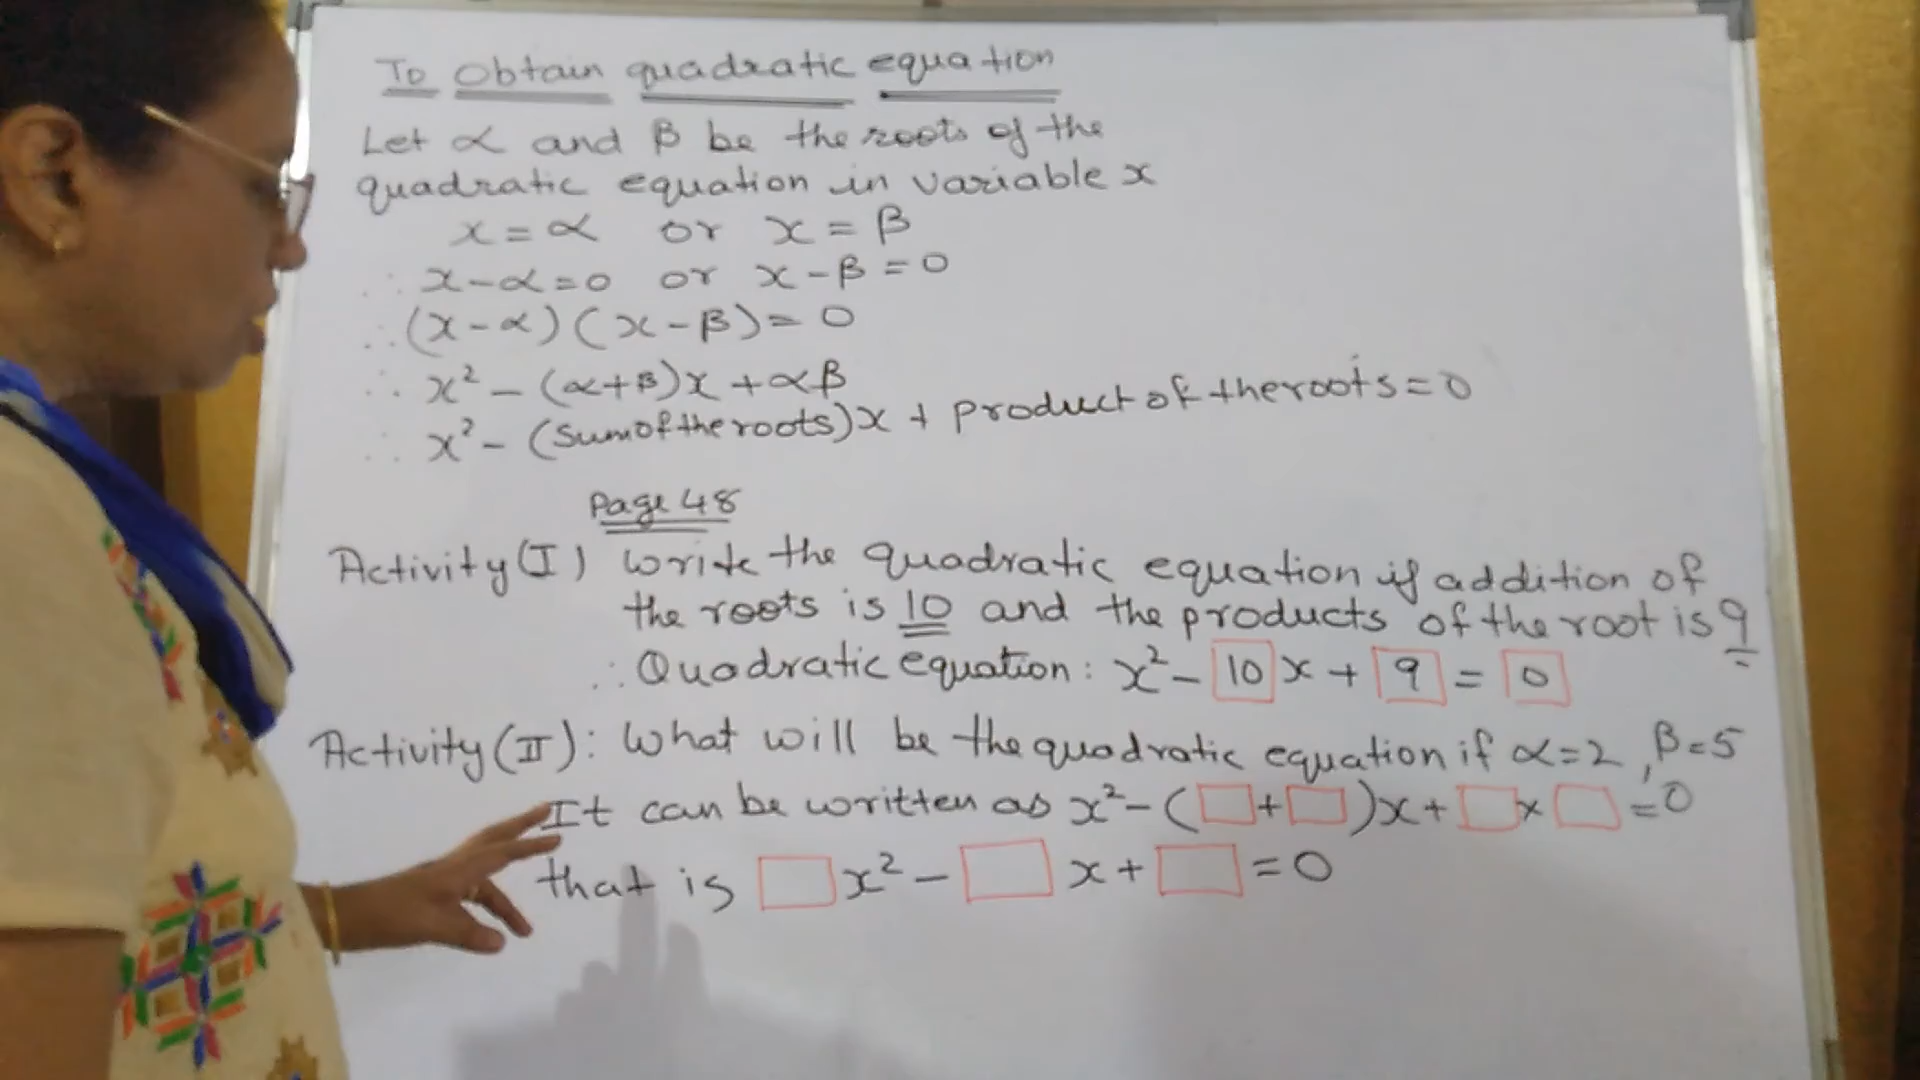 To obtain quadratic equation
Let α and β be the roots of the
quadratic equation in variable x
x = α or x = β
∴ x - α = 0 or x - β = 0
∴ (x - α) (x - β) = 0
∴ x² - (α + β)x + αβ
∴ x² - (Sum of the roots)x + product of the roots = 0
Page 48
Activity (I) Write the quadratic equation if addition of
the roots is 10 and the products of the root is 9
∴ Quadratic equation : x² - 10 x + 9 = 0
Activity (II) : What will be the quadratic equation if α = 2, β = 5
It can be written as x² - (□ + □)x + □ × □ = 0
that is □ x² - □ x + □ = 0